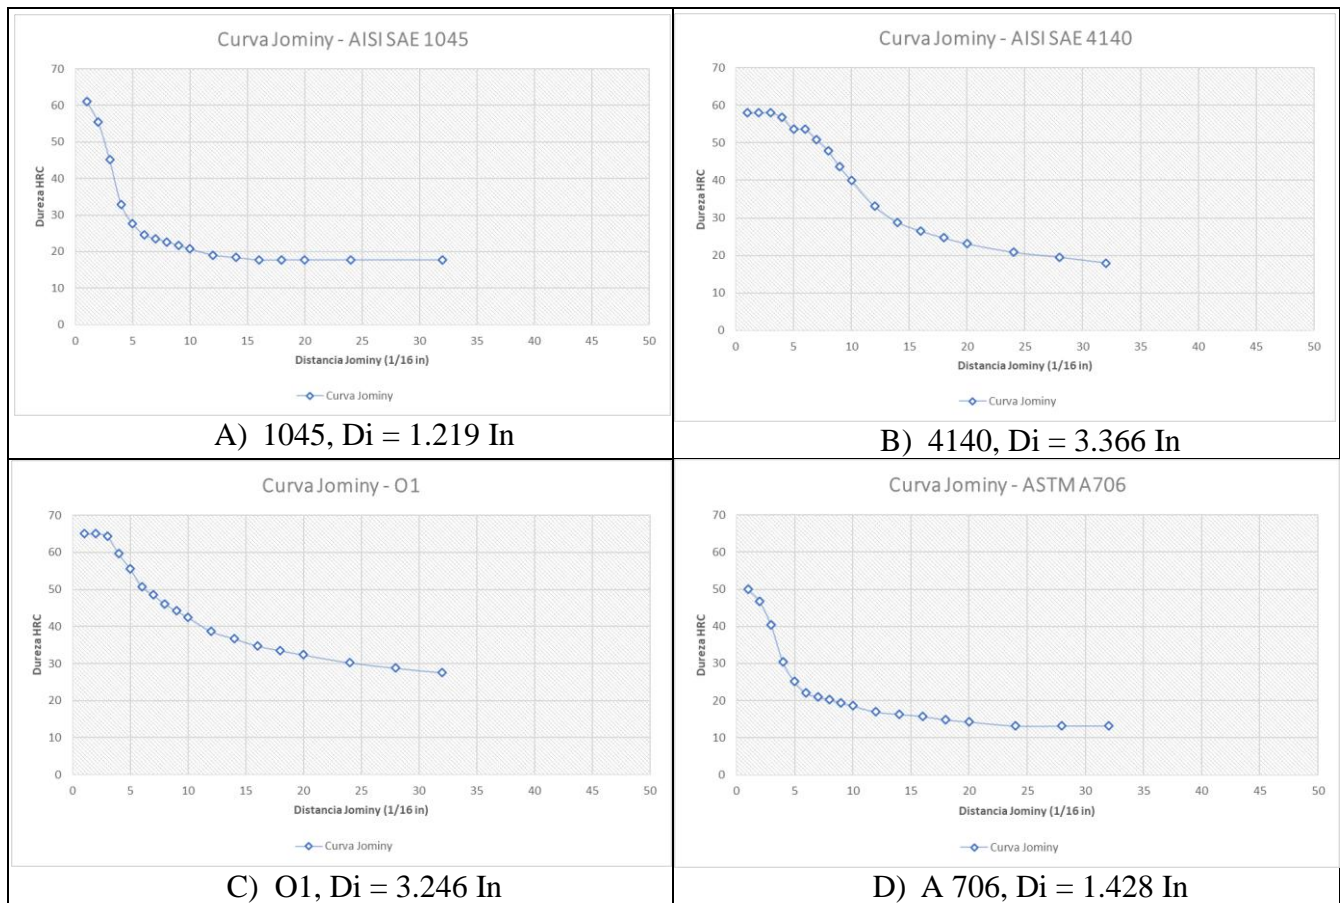 Curva Jominy - AISI SAE 1045
70
60
50
40
30
20
10
0
Dureza HRC
0 5 10 15 20 25 30 35 40 45 50
Distancia Jominy (1/16 in)
Curva Jominy
A) 1045, Di = 1.219 In
Curva Jominy - AISI SAE 4140
70
60
50
40
30
20
10
0
Dureza HRC
0 5 10 15 20 25 30 35 40 45 50
Distancia Jominy (1/16 in)
Curva Jominy
B) 4140, Di = 3.366 In
Curva Jominy - O1
70
60
50
40
30
20
10
0
Dureza HRC
0 5 10 15 20 25 30 35 40 45 50
Distancia Jominy (1/16 in)
Curva Jominy
C) O1, Di = 3.246 In
Curva Jominy - ASTM A706
70
60
50
40
30
20
10
0
Dureza HRC
0 5 10 15 20 25 30 35 40 45 50
Distancia Jominy (1/16 in)
Curva Jominy
D) A 706, Di = 1.428 In